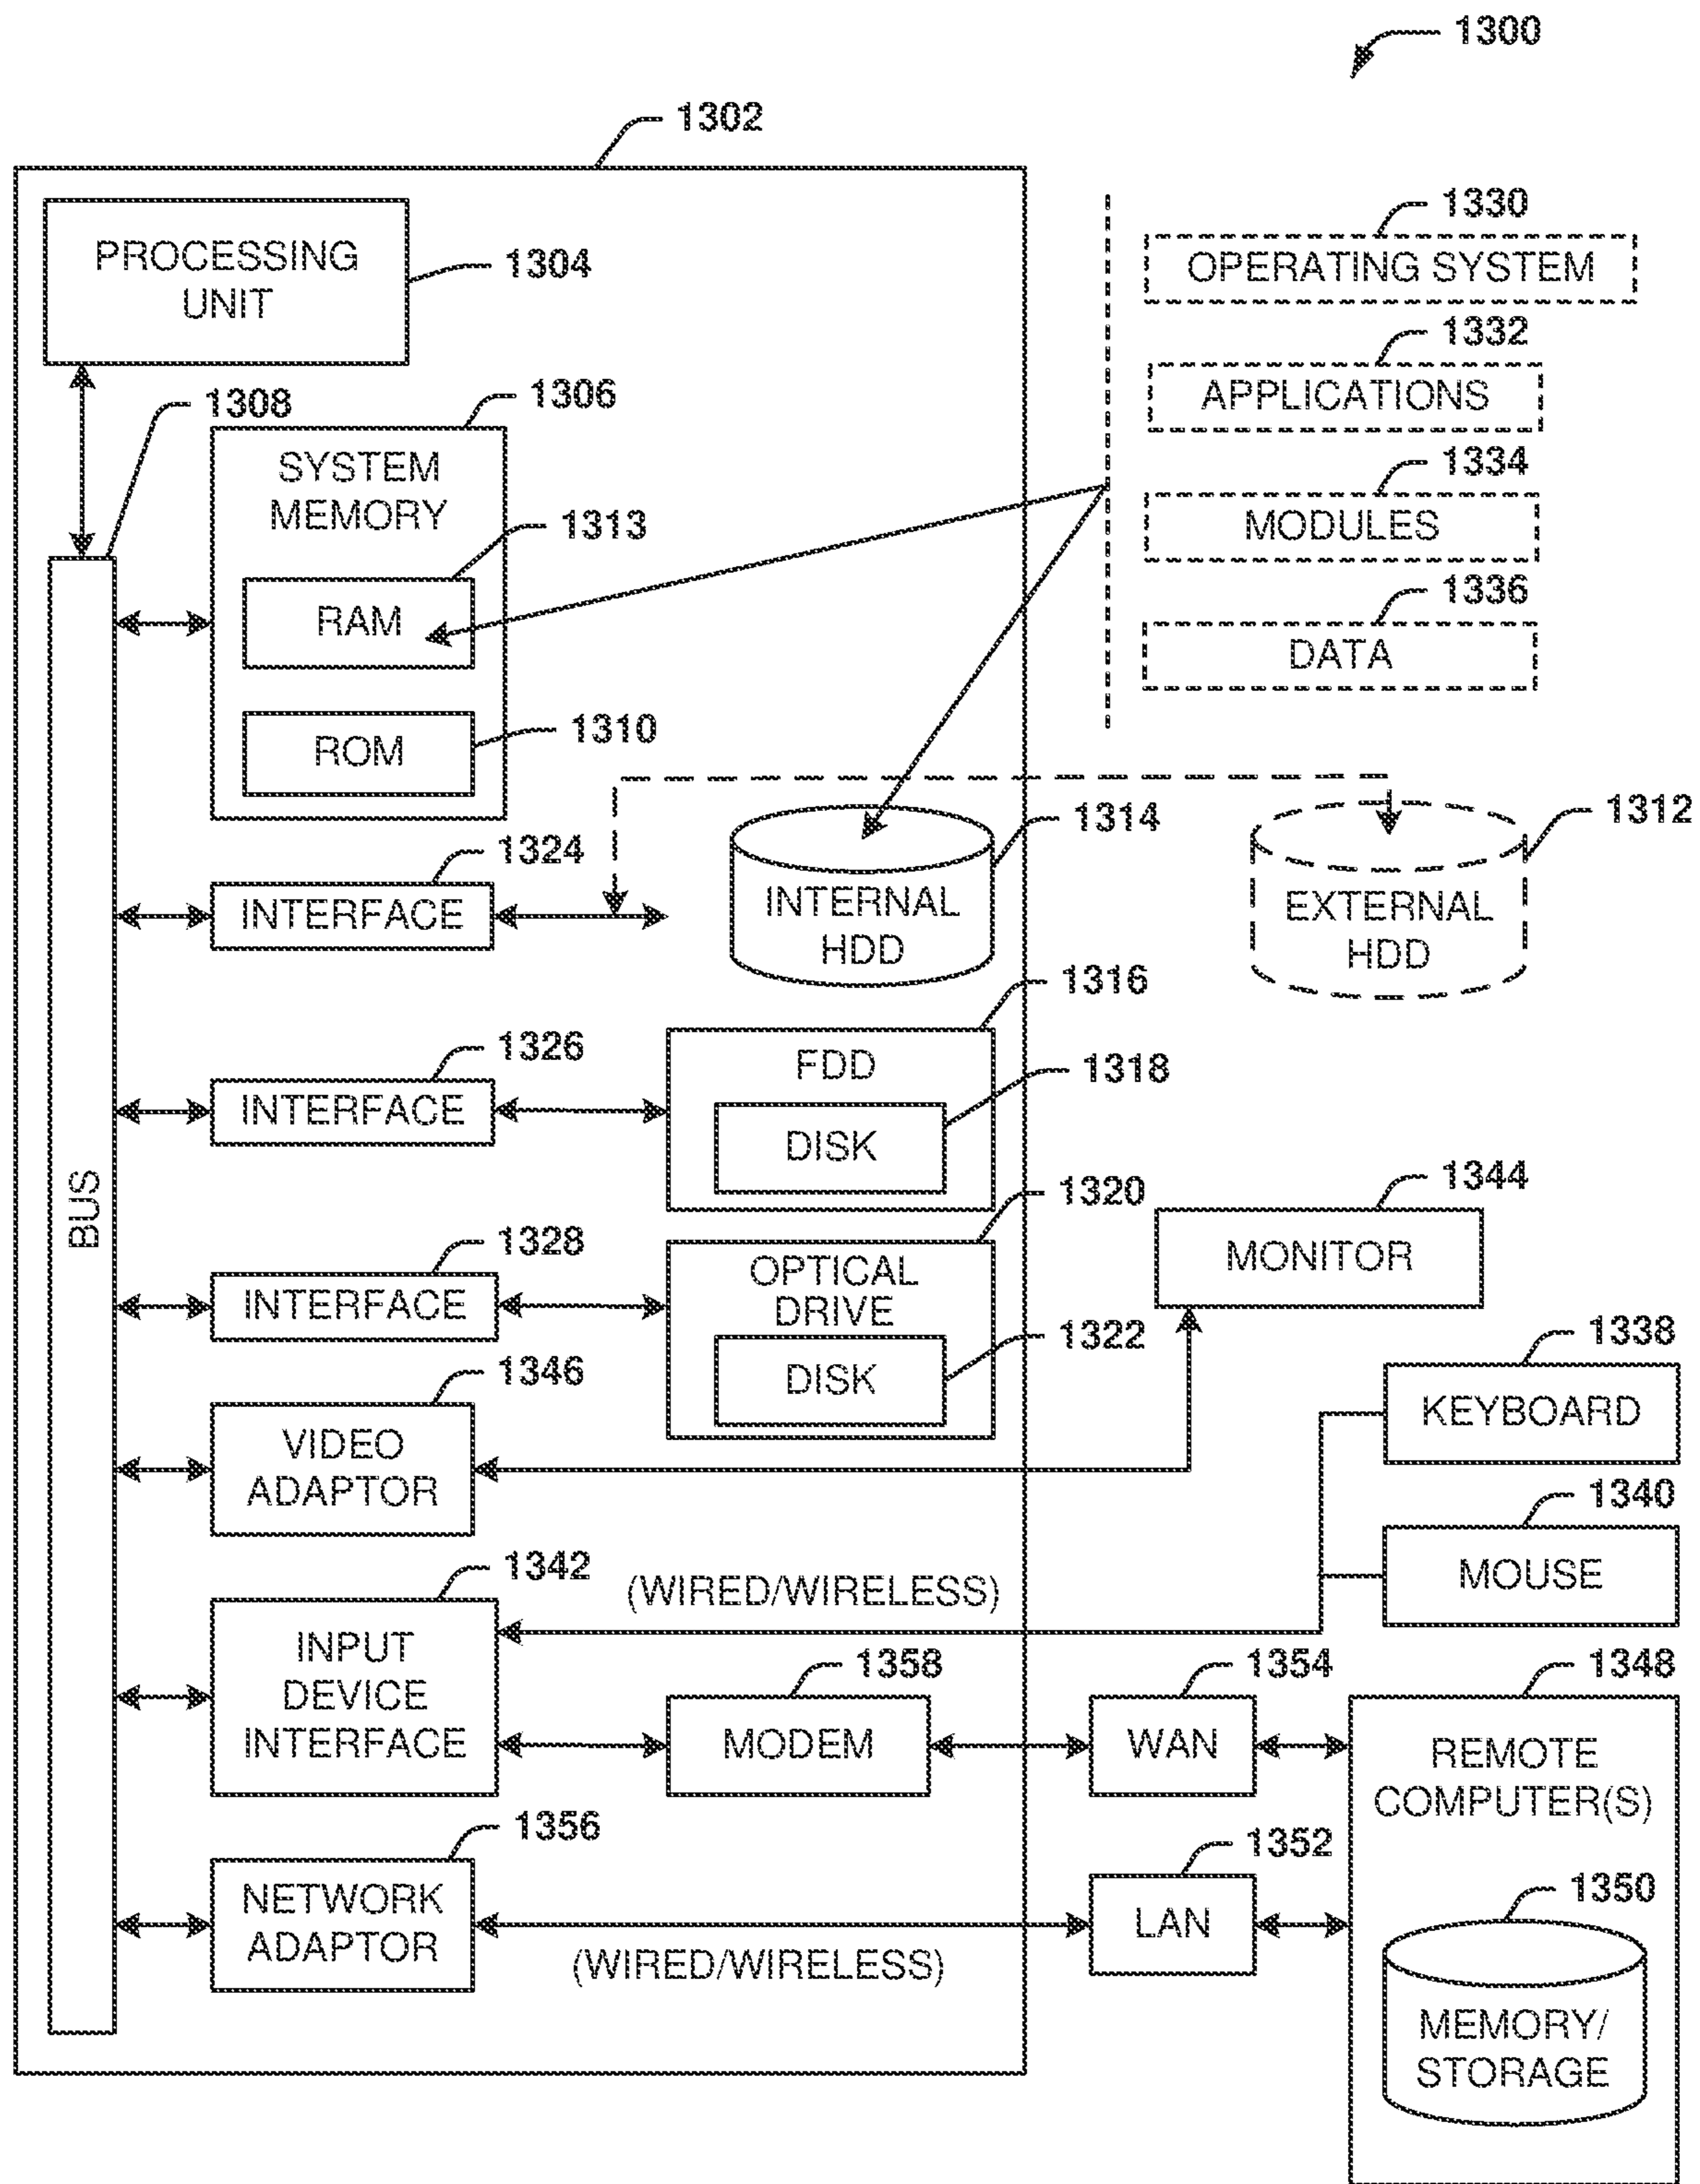 1300
1302
PROCESSING
UNIT
1304
1330
OPERATING SYSTEM
1332
APPLICATIONS
1334
MODULES
1336
DATA
1308
1306
SYSTEM
MEMORY
1313
RAM
1310
ROM
1324
INTERFACE
1314
INTERNAL
HDD
1312
EXTERNAL
HDD
1316
FDD
1326
INTERFACE
1318
DISK
BUS
1320
OPTICAL
DRIVE
1328
INTERFACE
1322
DISK
1344
MONITOR
1338
KEYBOARD
1346
VIDEO
ADAPTOR
1340
MOUSE
1342
INPUT
DEVICE
INTERFACE
(WIRED/WIRELESS)
1358
MODEM
1354
WAN
1348
REMOTE
COMPUTER(S)
1356
NETWORK
ADAPTOR
(WIRED/WIRELESS)
1352
LAN
1350
MEMORY/
STORAGE